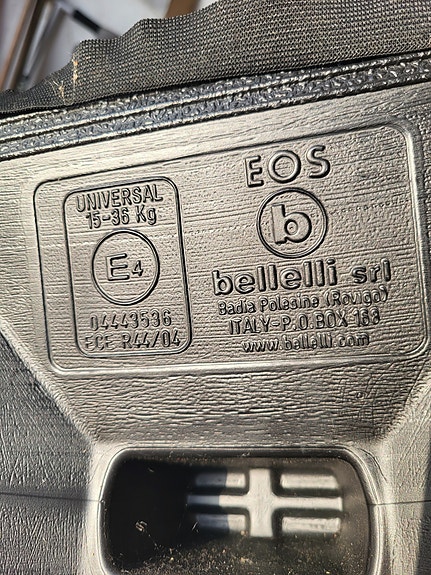 UNIVERSAL
15-36 Kg
E4
04443536
ECE R44/04
EOS
b
bellelli srl
Badia Polesine (Rovigo)
ITALY-P.O.BOX 163
www.bellelli.com